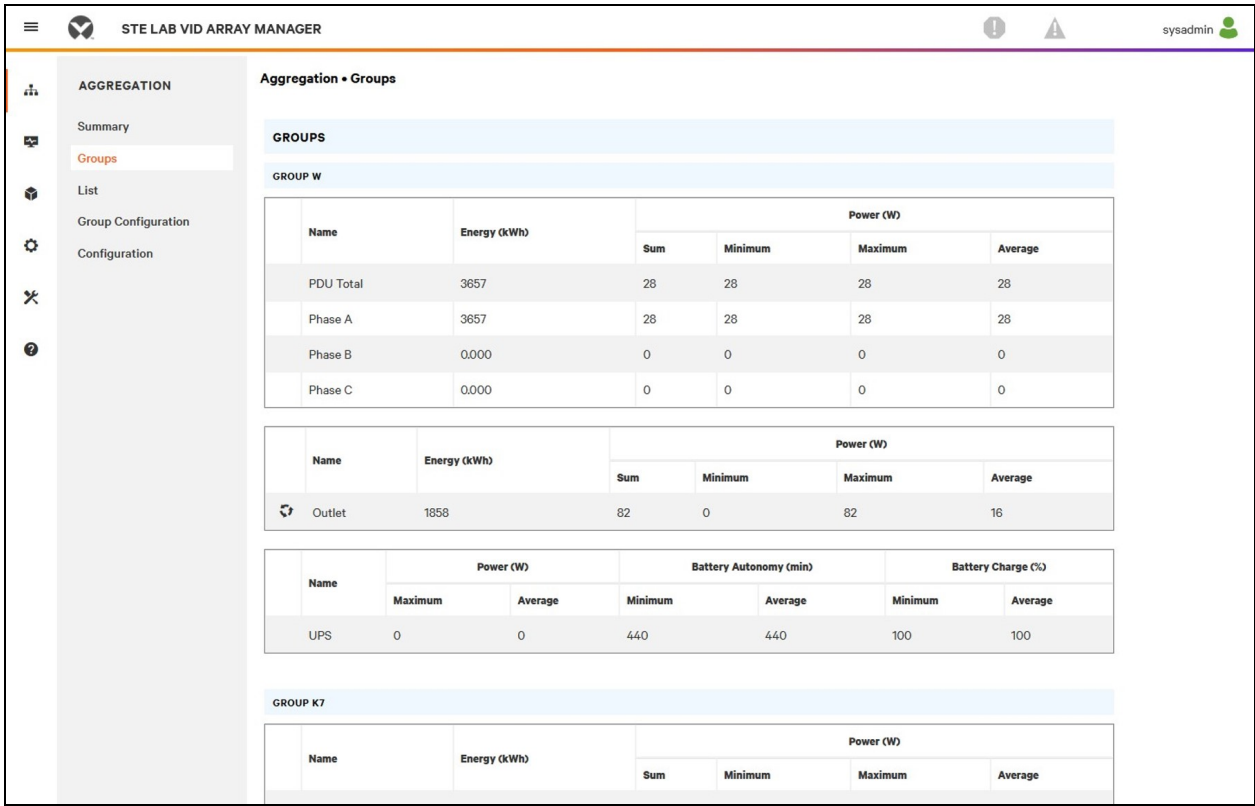 STE LAB VID ARRAY MANAGER
sysadmin
AGGREGATION
Summary
Groups
List
Group Configuration
Configuration
Aggregation • Groups
GROUPS
GROUP W
Name Energy (kWh) Power (W)
Sum Minimum Maximum Average
PDU Total 3657 28 28 28 28
Phase A 3657 28 28 28 28
Phase B 0.000 0 0 0 0
Phase C 0.000 0 0 0 0
Name Energy (kWh) Power (W)
Sum Minimum Maximum Average
Outlet 1858 82 0 82 16
Name Power (W) Battery Autonomy (min) Battery Charge (%)
Maximum Average Minimum Average Minimum Average
UPS 0 0 440 440 100 100
GROUP K7
Name Energy (kWh) Power (W)
Sum Minimum Maximum Average